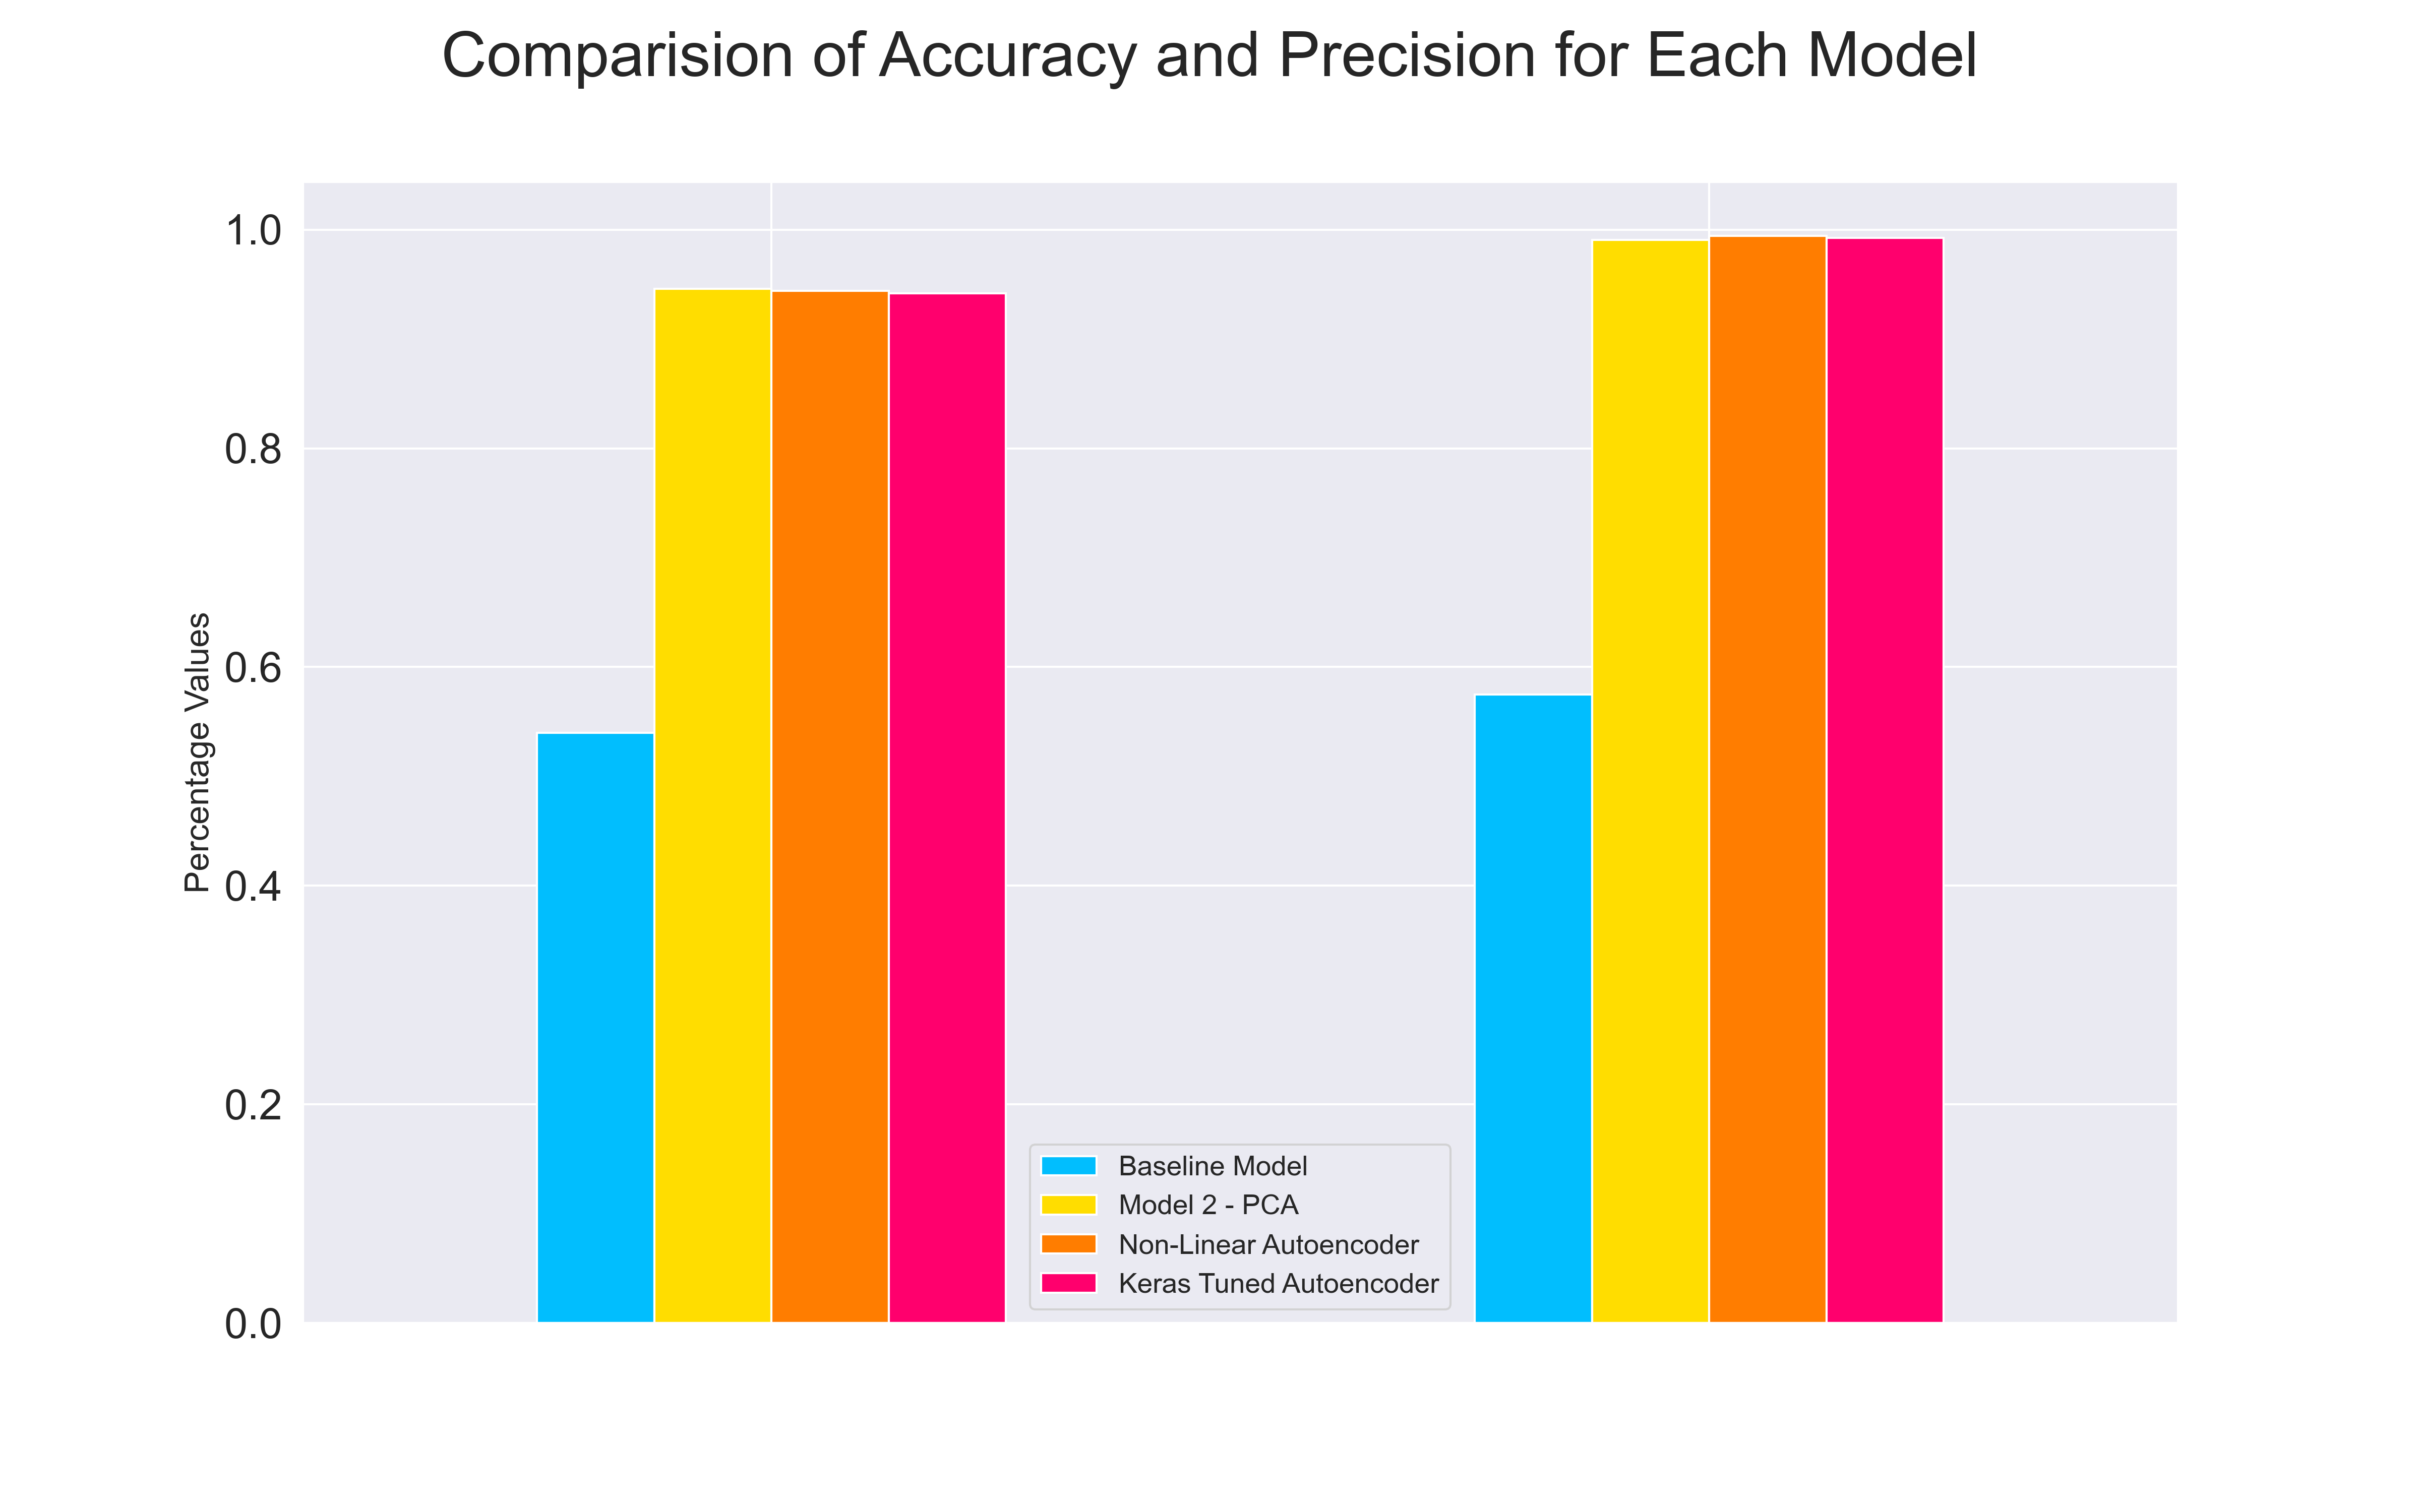 Comparision of Accuracy and Precision for Each Model
Percentage Values
1.0
0.8
0.6
0.4
0.2
0.0
Baseline Model
Model 2 - PCA
Non-Linear Autoencoder
Keras Tuned Autoencoder